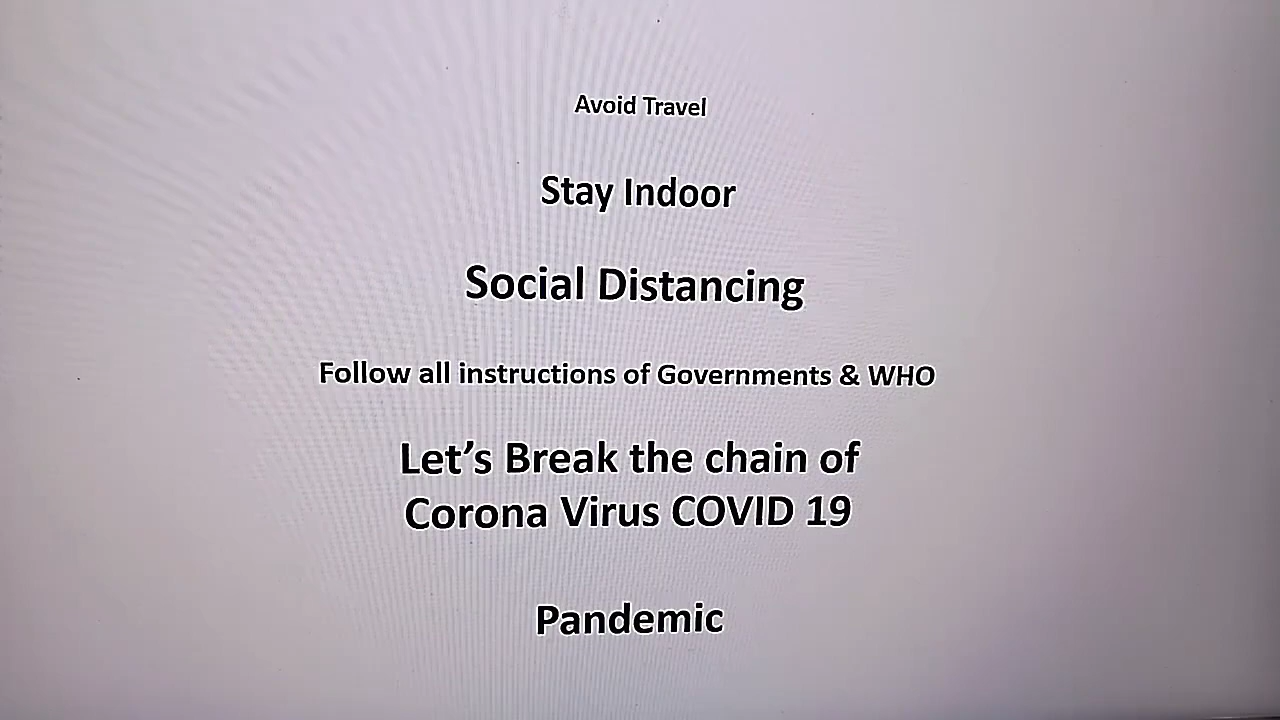 Avoid Travel
Stay Indoor
Social Distancing
Follow all instructions of Governments & WHO
Let’s Break the chain of
Corona Virus COVID 19
Pandemic